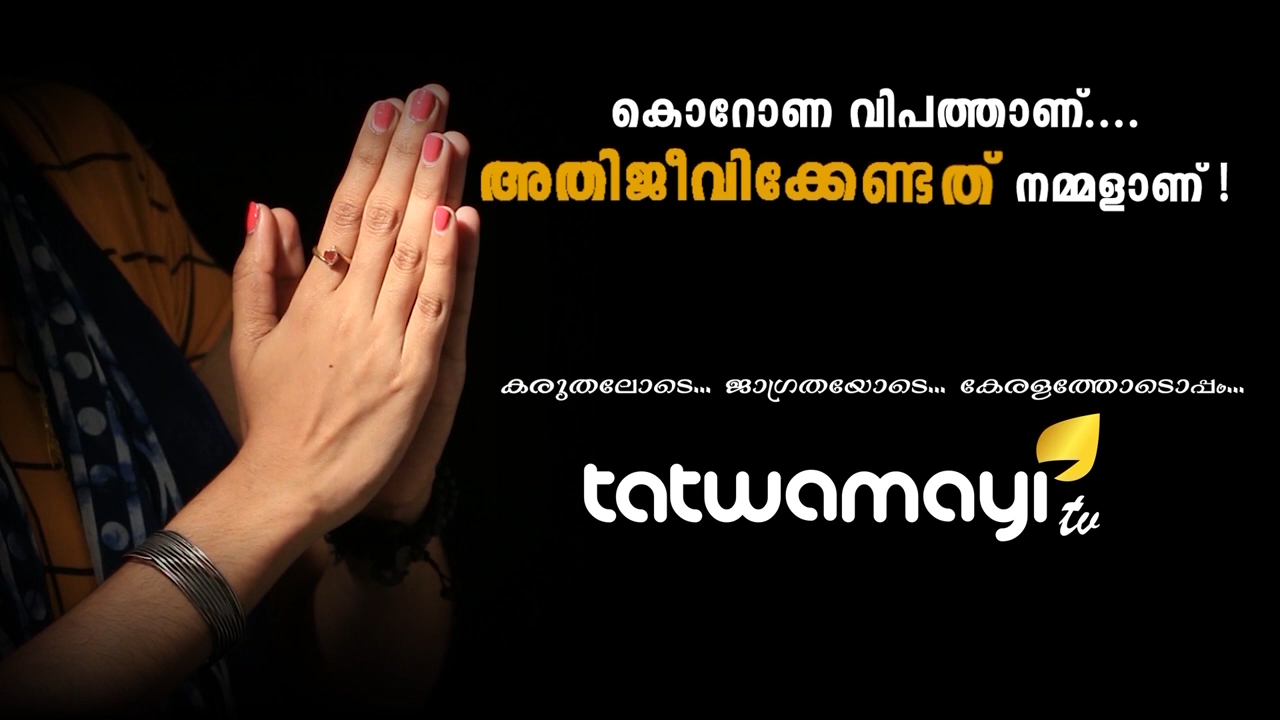 കൊറോണ വിപത്താണ്....
അതിജീവിക്കേണ്ടത് നമ്മളാണ് !
കരുതലോടെ... ജാഗ്രതയോടെ... കേരളത്തോടൊപ്പം...
tatwamayi
tv